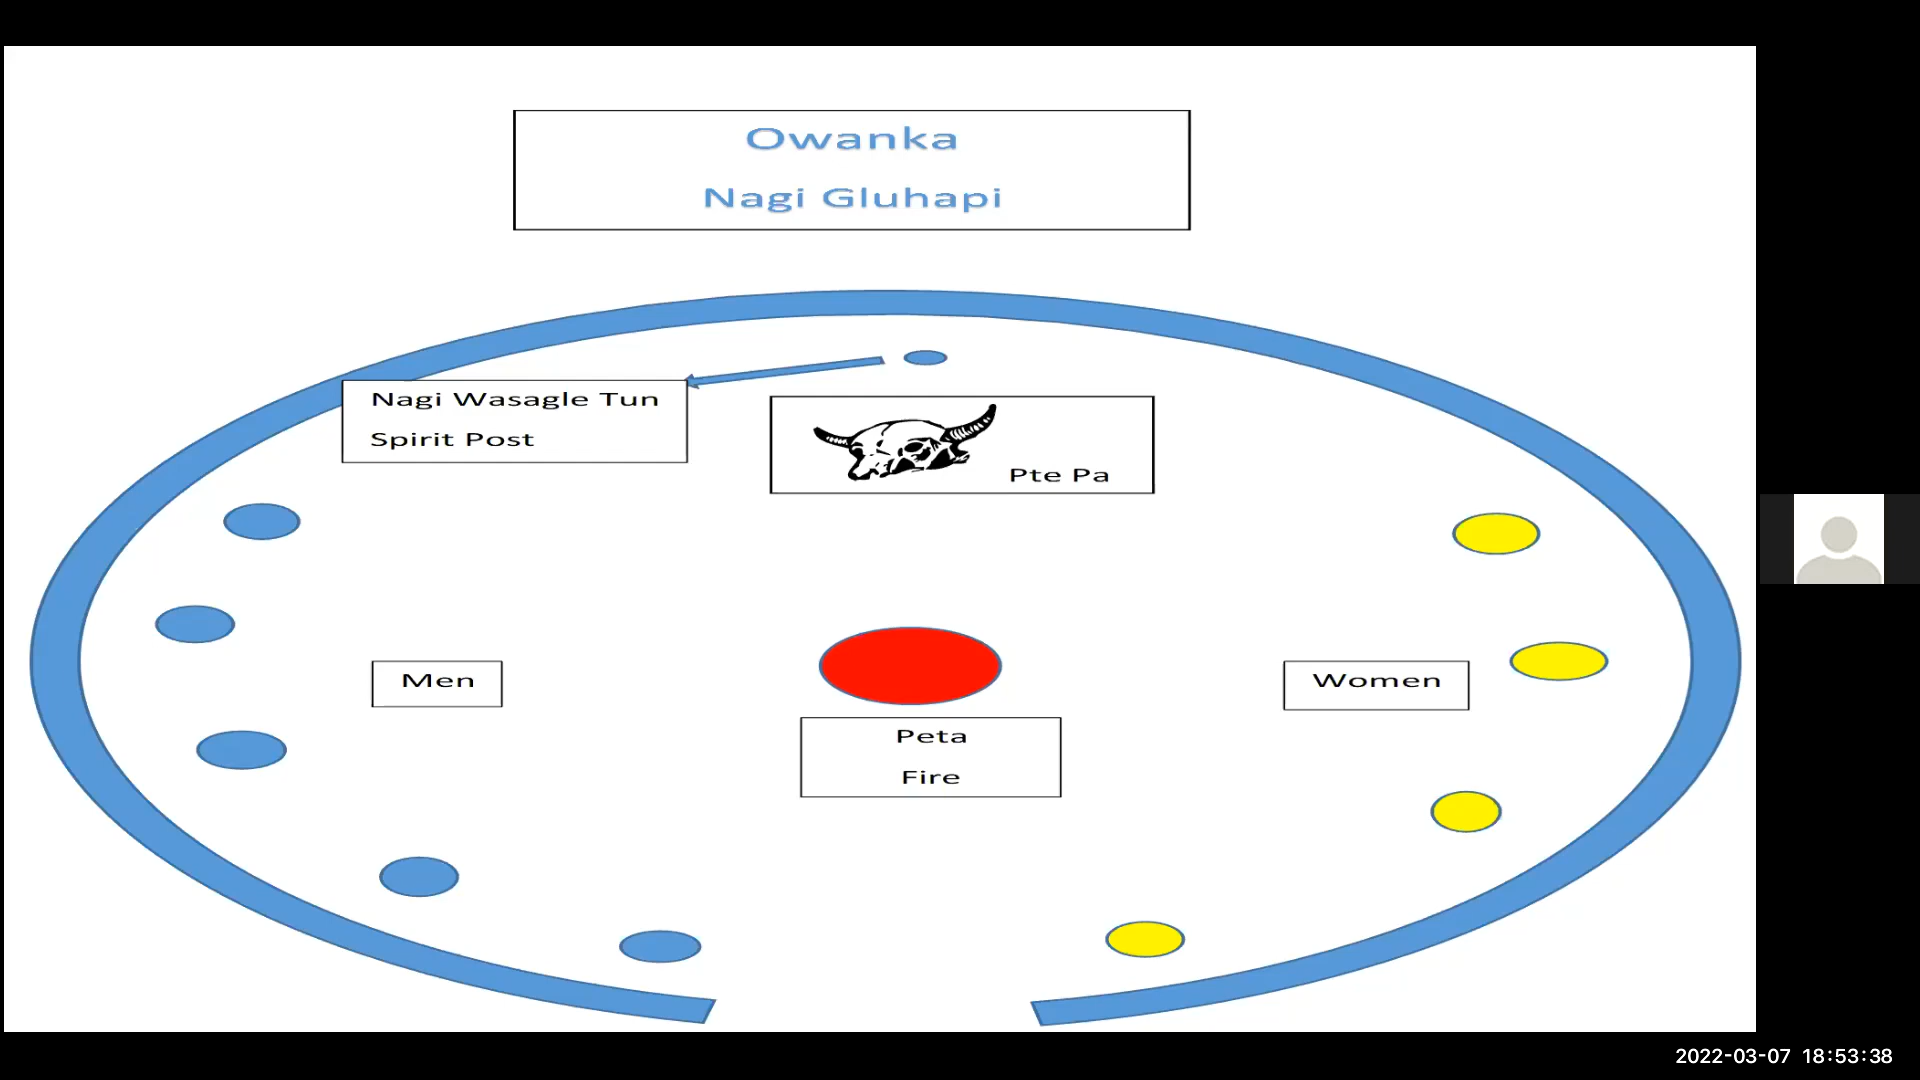 Owanka
Nagi Gluhapi
Nagi Wasagle Tun
Spirit Post
Pte Pa
Men
Women
Peta
Fire
2022-03-07 18:53:38